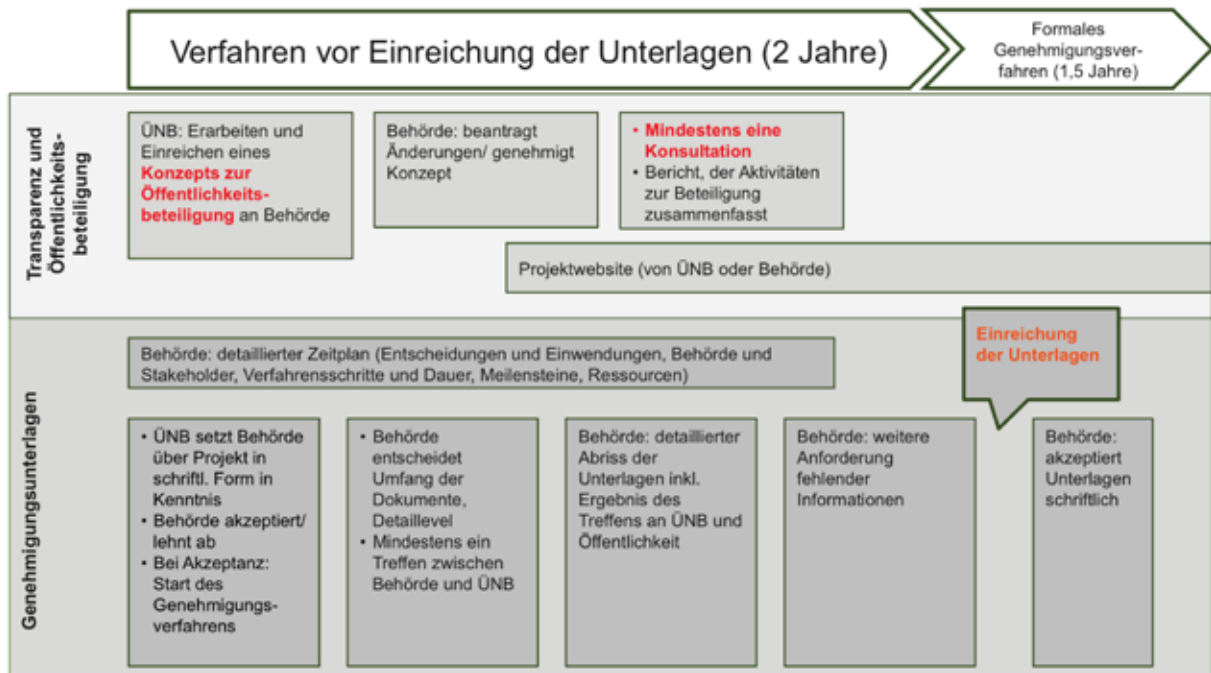 Verfahren vor Einreichung der Unterlagen (2 Jahre)
Formales
Genehmigungsver-
fahren (1,5 Jahre)
Transparenz und
Öffentlichkeits-
beteiligung
ÜNB: Erarbeiten und
Einreichen eines
Konzepts zur
Öffentlichkeits-
beteiligung an Behörde
Behörde: beantragt
Änderungen/ genehmigt
Konzept
• Mindestens eine
Konsultation
• Bericht, der Aktivitäten
zur Beteiligung
zusammenfasst
Projektwebsite (von ÜNB oder Behörde)
Genehmigungsunterlagen
Behörde: detaillierter Zeitplan (Entscheidungen und Einwendungen, Behörde und
Stakeholder, Verfahrensschritte und Dauer, Meilensteine, Ressourcen)
Einreichung
der Unterlagen
• ÜNB setzt Behörde
über Projekt in
schriftl. Form in
Kenntnis
• Behörde akzeptiert/
lehnt ab
• Bei Akzeptanz:
Start des
Genehmigungs-
verfahrens
• Behörde
entscheidet
Umfang der
Dokumente,
Detaillevel
• Mindestens ein
Treffen zwischen
Behörde und ÜNB
Behörde: detaillierter
Abriss der
Unterlagen inkl.
Ergebnis des
Treffens an ÜNB und
Öffentlichkeit
Behörde: weitere
Anforderung
fehlender
Informationen
Behörde:
akzeptiert
Unterlagen
schriftlich